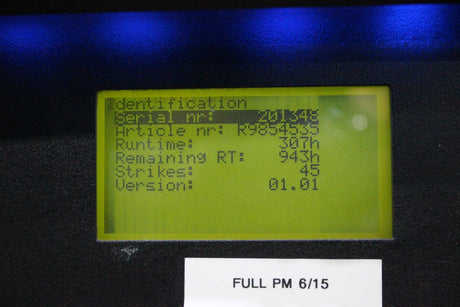 Identification
Serial nr: 201348
Article nr: R9854535
Runtime: 307h
Remaining RT: 943h
Strikes: 45
Version: 01.01
FULL PM 6/15